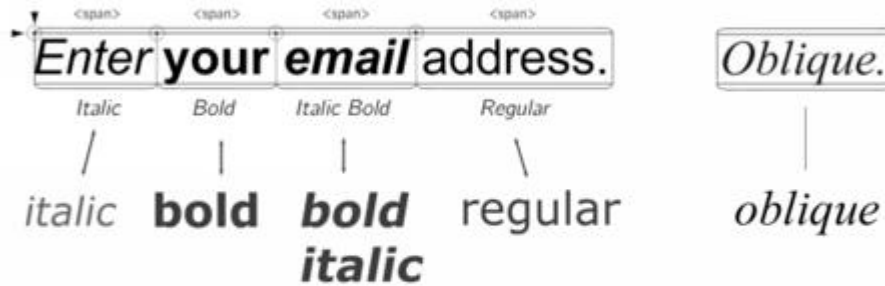 <span> <span> <span> <span>
Enter your email address. Oblique.
Italic Bold Italic Bold Regular
italic bold bold regular oblique
italic